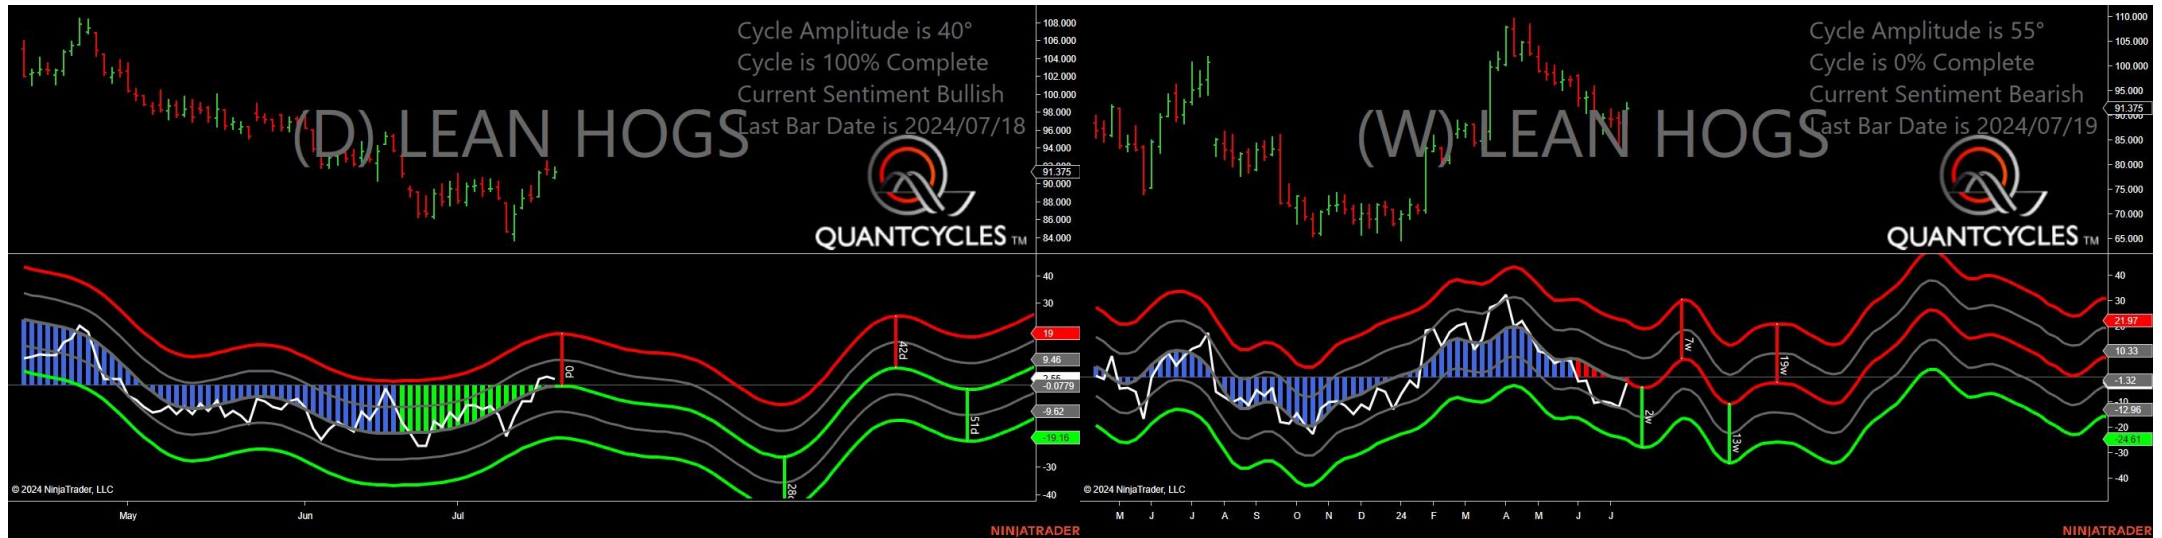 Cycle Amplitude is 40°
Cycle is 100% Complete
Current Sentiment Bullish
Last Bar Date is 2024/07/18
(D) LEAN HOGS
QUANTCYCLES TM
108.000
106.000
104.000
102.000
100.000
98.000
96.000
94.000
91.375
90.000
88.000
86.000
84.000
40
30
19
9.46
-0.0779
-9.62
-19.16
-30
-40
0d
28d
42d
51d
© 2024 NinjaTrader, LLC
May
Jun
Jul
NINJATRADER
Cycle Amplitude is 55°
Cycle is 0% Complete
Current Sentiment Bearish
Last Bar Date is 2024/07/19
(W) LEAN HOGS
QUANTCYCLES TM
110.000
105.000
100.000
95.000
91.375
90.000
85.000
80.000
75.000
70.000
65.000
40
30
21.97
10.33
-1.32
-10
-12.96
-20
-24.61
-30
-40
2w
7w
13w
19w
© 2024 NinjaTrader, LLC
M
J
J
A
S
O
N
D
24
F
M
A
M
J
J
NINJATRADER